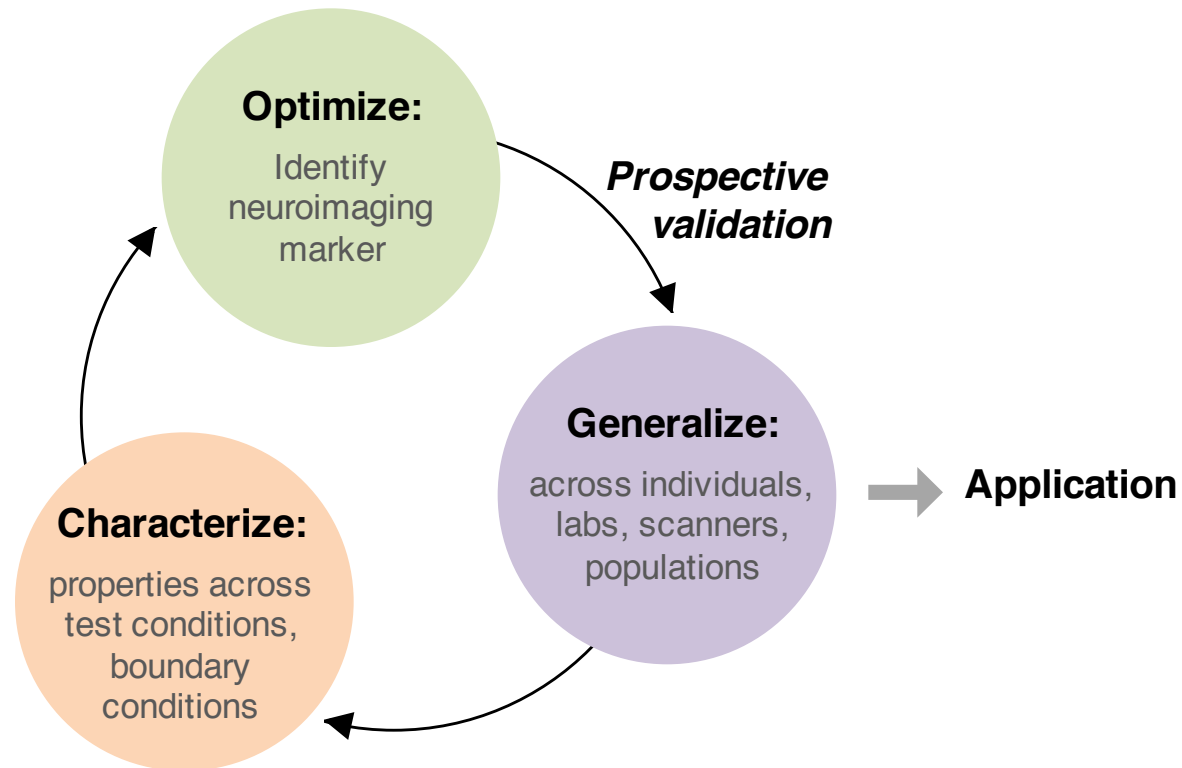 Optimize:
Identify
neuroimaging
marker
Prospective
validation
Generalize:
across individuals,
labs, scanners,
populations
Application
Characterize:
properties across
test conditions,
boundary
conditions